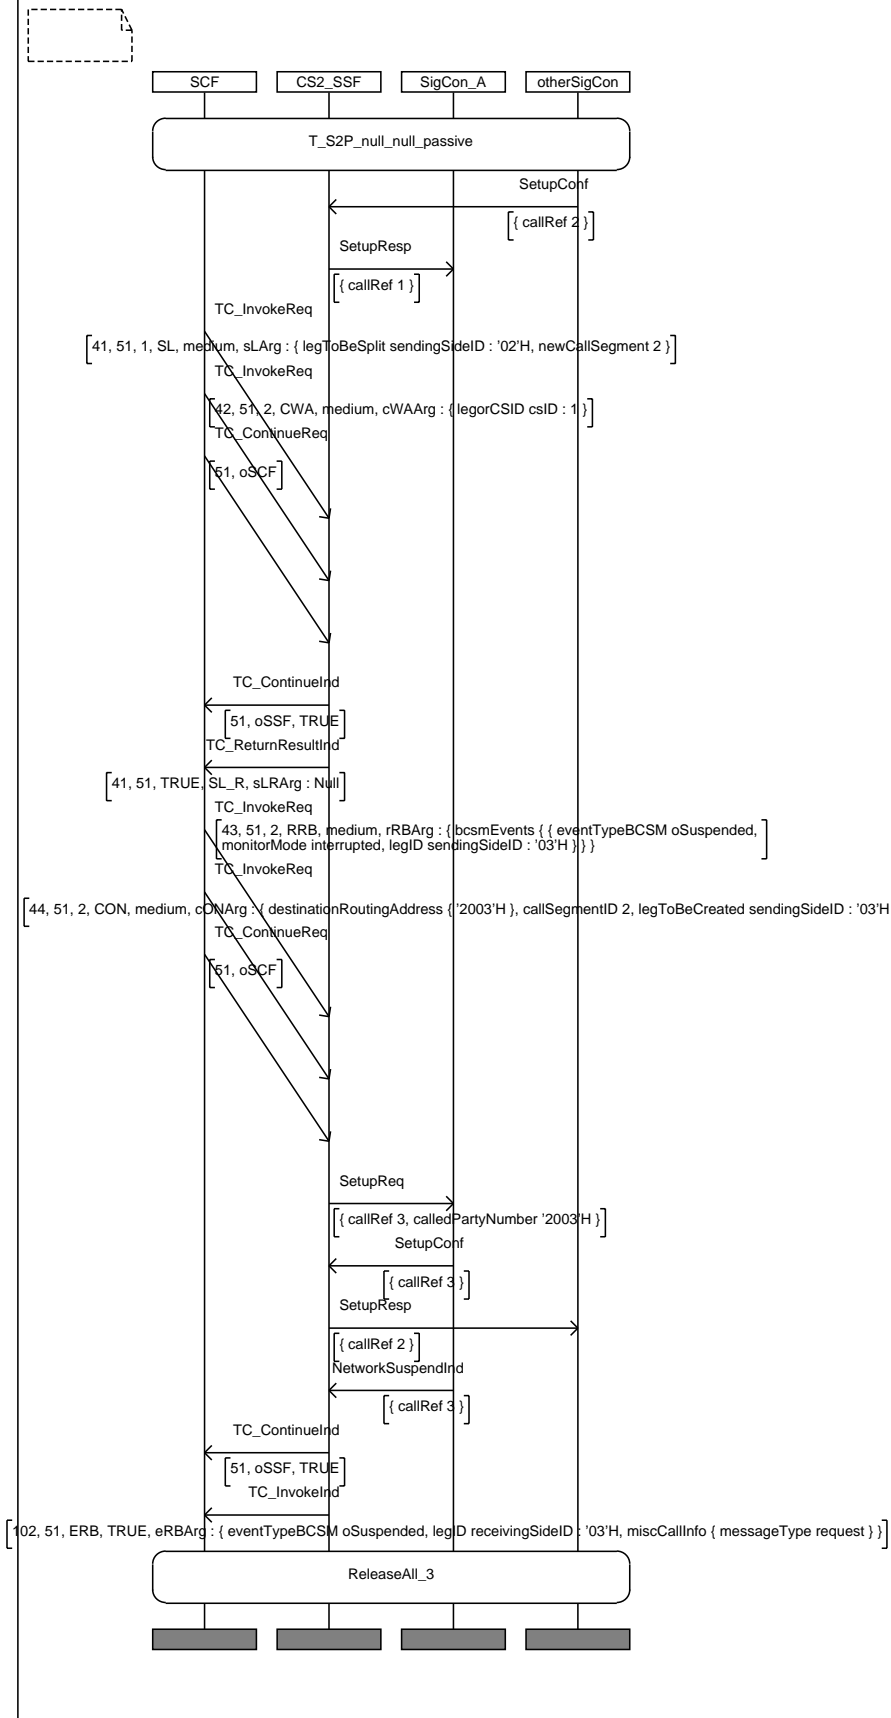 SCF CS2_SSF SigCon_A otherSigCon
T_S2P_null_null_passive
SetupConf
{ callRef 2 }
SetupResp
{ callRef 1 }
TC_InvokeReq
41, 51, 1, SL, medium, sLArg : { legToBeSplit sendingSideID : '02'H, newCallSegment 2 }
TC_InvokeReq
42, 51, 2, CWA, medium, cWAArg : { legorCSID csID : 1 }
TC_ContinueReq
51, oSCF
TC_ContinueInd
51, oSSF, TRUE
TC_ReturnResultInd
41, 51, TRUE, SL_R, sLRArg : Null
TC_InvokeReq
43, 51, 2, RRB, medium, rRBArg : { bcsmEvents { { eventTypeBCSM oSuspended,
monitorMode interrupted, legID sendingSideID : '03'H } } }
TC_InvokeReq
44, 51, 2, CON, medium, cONArg : { destinationRoutingAddress { '2003'H }, callSegmentID 2, legToBeCreated sendingSideID : '03'H
TC_ContinueReq
51, oSCF
SetupReq
{ callRef 3, calledPartyNumber '2003'H }
SetupConf
{ callRef 3 }
SetupResp
{ callRef 2 }
NetworkSuspendInd
{ callRef 3 }
TC_ContinueInd
51, oSSF, TRUE
TC_InvokeInd
102, 51, ERB, TRUE, eRBArg : { eventTypeBCSM oSuspended, legID receivingSideID : '03'H, miscCallInfo { messageType request } }
ReleaseAll_3